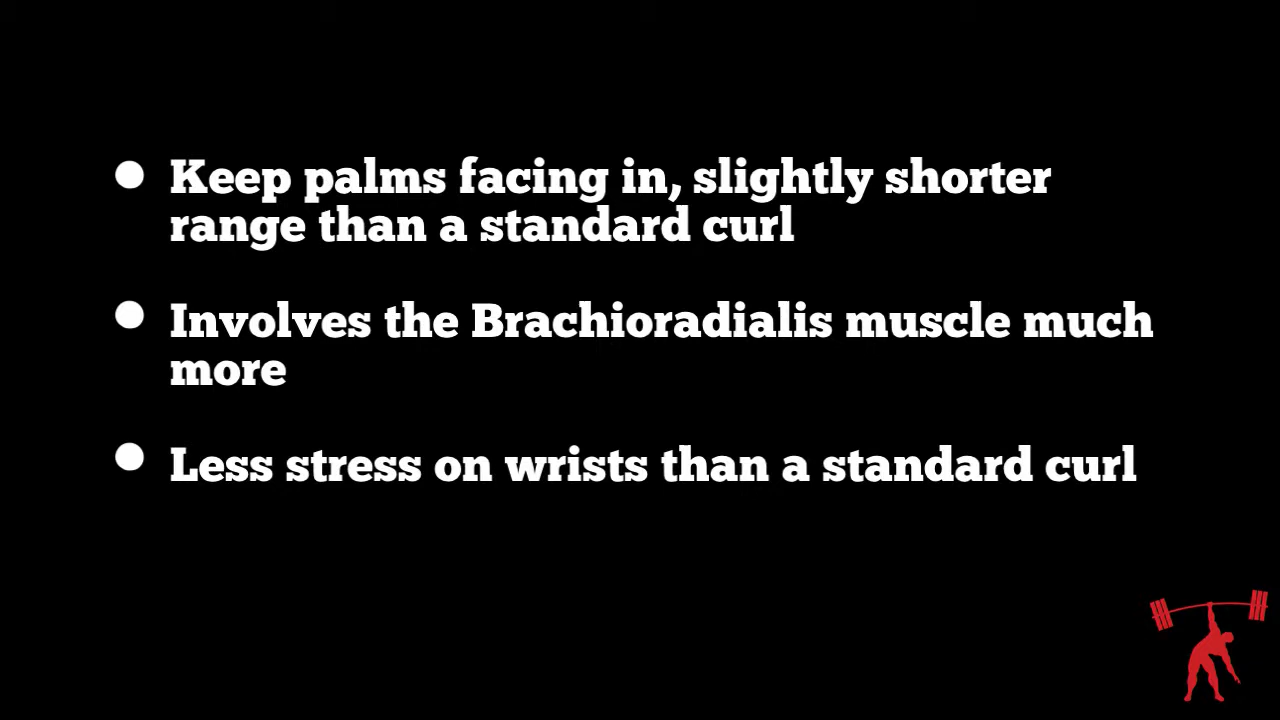 Keep palms facing in, slightly shorter
range than a standard curl
Involves the Brachioradialis muscle much
more
Less stress on wrists than a standard curl